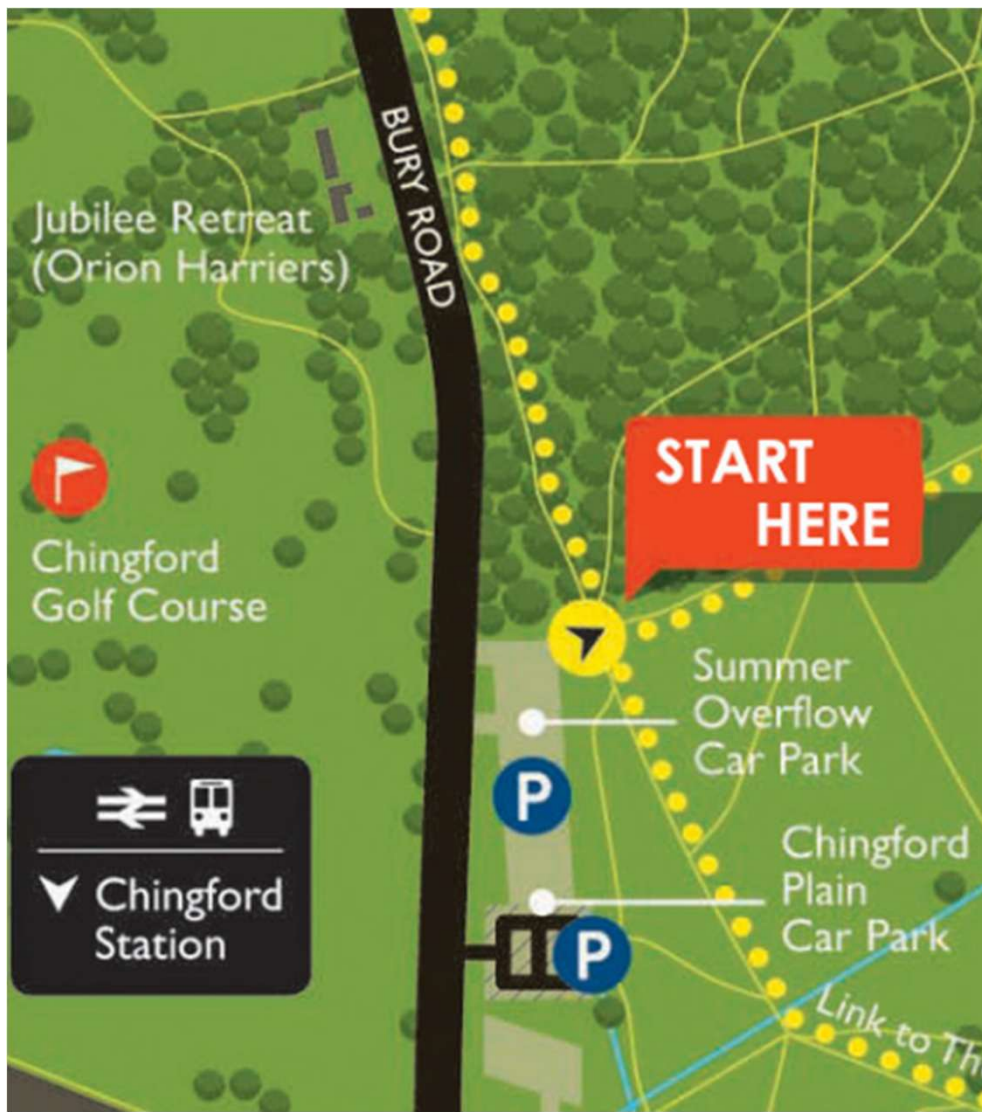 BURY ROAD
Jubilee Retreat
(Orion Harriers)
START
HERE
Chingford
Golf Course
Summer
Overflow
Car Park
P
Chingford
Plain
Car Park
P
Chingford
Station
Link to